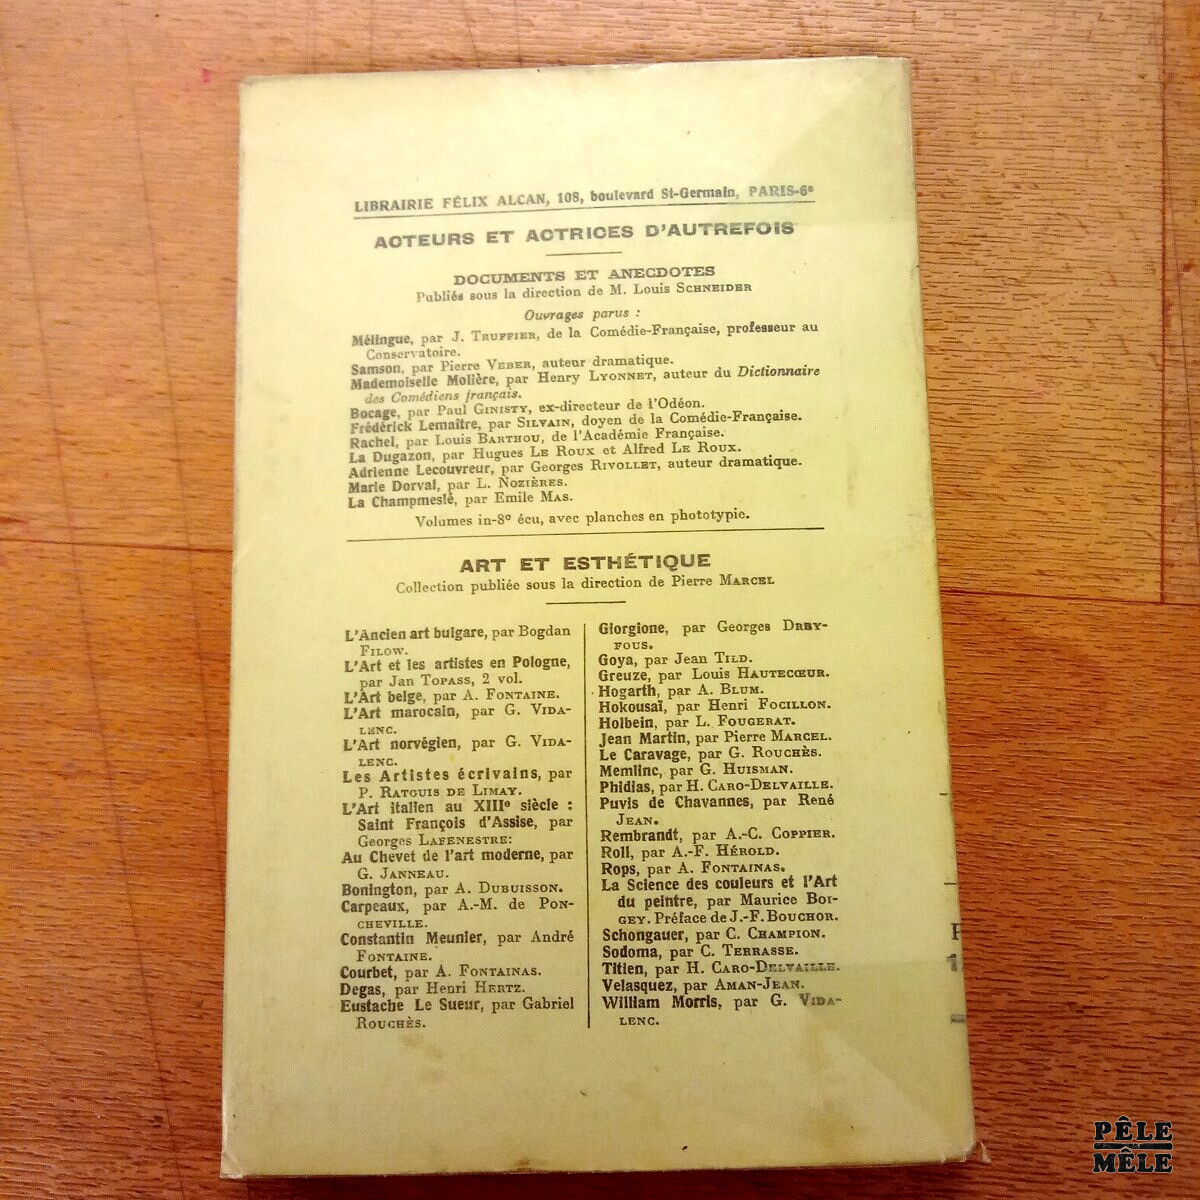 LIBRAIRIE FÉLIX ALCAN, 108, boulevard St-Germain, PARIS-6e
ACTEURS ET ACTRICES D'AUTREFOIS
DOCUMENTS ET ANECDOTES
Publiés sous la direction de M. Louis SCHNEIDER
Ouvrages parus :
Mélingue, par J. TRUFFIER, de la Comédie-Française, professeur au
Conservatoire.
Samson, par Pierre VEBER, auteur dramatique.
Mademoiselle Molière, par Henry LYONNET, auteur du Dictionnaire
des Comédiens français.
Bocage, par Paul GINISTY, ex-directeur de l'Odéon.
Frédérick Lemaître, par SILVAIN, doyen de la Comédie-Française.
Rachel, par Louis BARTHOU, de l'Académie Française.
La Dugazon, par Hugues LE ROUX et Alfred LE ROUX.
Adrienne Lecouvreur, par Georges RIVOLLET, auteur dramatique.
Marie Dorval, par L. NOZIÈRES.
La Champmeslé, par Emile MAS.
Volumes in-8° écu, avec planches en phototypie.
ART ET ESTHÉTIQUE
Collection publiée sous la direction de Pierre MARCEL
L'Ancien art bulgare, par Bogdan
FILOW.
L'Art et les artistes en Pologne,
par Jan TOPASS, 2 vol.
L'Art belge, par A. FONTAINE.
L'Art marocain, par G. VIDA-
LENC.
L'Art norvégien, par G. VIDA-
LENC.
Les Artistes écrivains, par
P. RATOUIS DE LIMAY.
L'Art italien au XIIIe siècle :
Saint François d'Assise, par
Georges LAFENESTRE:
Au Chevet de l'art moderne, par
G. JANNEAU.
Bonington, par A. DUBUISSON.
Carpeaux, par A.-M. de PON-
CHEVILLE.
Constantin Meunier, par André
FONTAINE.
Courbet, par A. FONTAINAS.
Degas, par Henri HERTZ.
Eustache Le Sueur, par Gabriel
ROUCHÈS.
Giorgione, par Georges DREY-
FOUS.
Goya, par Jean TILD.
Greuze, par Louis HAUTECŒUR.
Hogarth, par A. BLUM.
Hokousaï, par Henri FOCILLON.
Holbein, par L. FOUGERAT.
Jean Martin, par Pierre MARCEL.
Le Caravage, par G. ROUCHÈS.
Memlinc, par G. HUISMAN.
Phidias, par H. CARO-DELVAILLE.
Puvis de Chavannes, par René
JEAN.
Rembrandt, par A.-C. COPPIER.
Roll, par A.-F. HÉROLD.
Rops, par A. FONTAINAS.
La Science des couleurs et l'Art
du peintre, par Maurice BOI-
GEY. Préface de J.-F. BOUCHOR.
Schongauer, par C. CHAMPION.
Sodoma, par C. TERRASSE.
Titien, par H. CARO-DELVAILLE.
Velasquez, par AMAN-JEAN.
William Morris, par G. VIDA-
LENC.
PÊLE
MÊLE